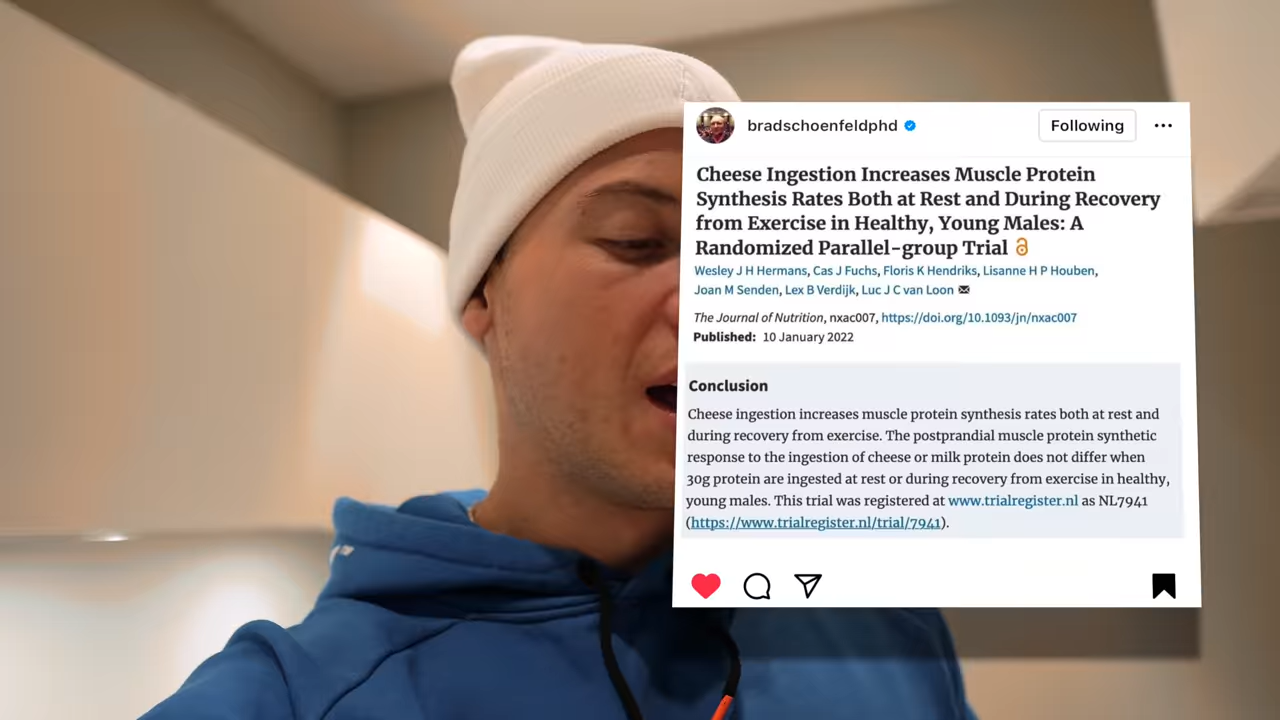 bradschoenfeldphd
Following
Cheese Ingestion Increases Muscle Protein
Synthesis Rates Both at Rest and During Recovery
from Exercise in Healthy, Young Males: A
Randomized Parallel-group Trial
Wesley J H Hermans, Cas J Fuchs, Floris K Hendriks, Lisanne H P Houben,
Joan M Senden, Lex B Verdijk, Luc J C van Loon
The Journal of Nutrition, nxac007, https://doi.org/10.1093/jn/nxac007
Published: 10 January 2022
Conclusion
Cheese ingestion increases muscle protein synthesis rates both at rest and
during recovery from exercise. The postprandial muscle protein synthetic
response to the ingestion of cheese or milk protein does not differ when
30g protein are ingested at rest or during recovery from exercise in healthy,
young males. This trial was registered at www.trialregister.nl as NL7941
(https://www.trialregister.nl/trial/7941).